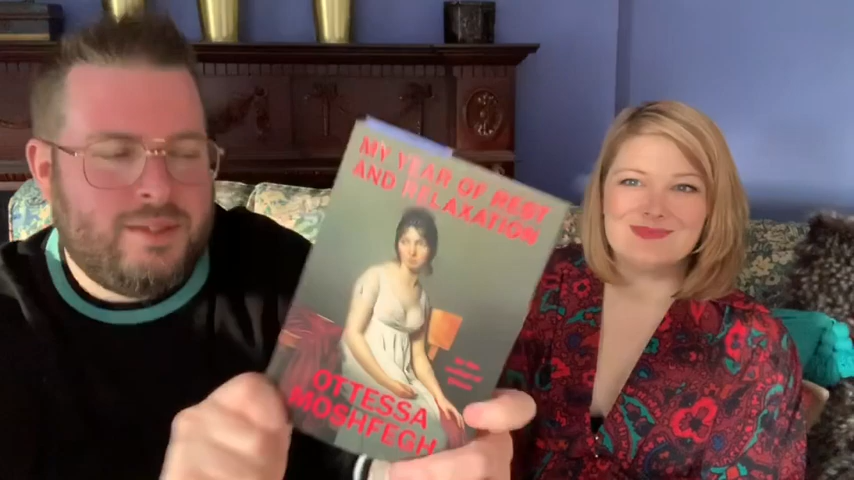 MY YEAR OF REST
AND RELAXATION
OTTESSA
MOSHFEGH